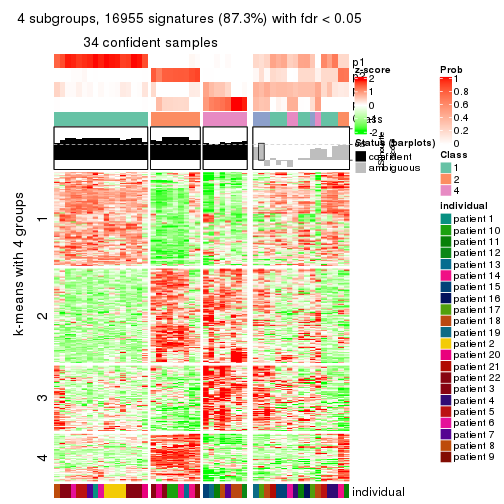 4 subgroups, 16955 signatures (87.3%) with fdr < 0.05
34 confident samples
p1
z-score
2
1
0
-1
-2
Status (barplots)
confident
ambiguous
Silhouette
score
k-means with 4 groups
1
2
3
4
individual
Prob
1
0.8
0.6
0.4
0.2
0
Class
1
2
4
individual
patient 1
patient 10
patient 11
patient 12
patient 13
patient 14
patient 15
patient 16
patient 17
patient 18
patient 19
patient 2
patient 20
patient 21
patient 22
patient 3
patient 4
patient 5
patient 6
patient 7
patient 8
patient 9